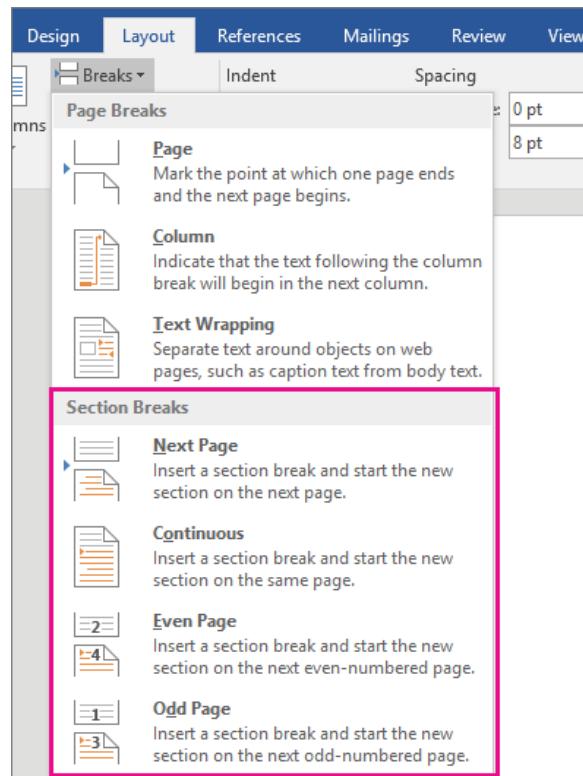 Design Layout References Mailings Review View
Breaks Indent Spacing
mns
Page Breaks
0 pt
8 pt
Page
Mark the point at which one page ends
and the next page begins.
Column
Indicate that the text following the column
break will begin in the next column.
Text Wrapping
Separate text around objects on web
pages, such as caption text from body text.
Section Breaks
Next Page
Insert a section break and start the new
section on the next page.
Continuous
Insert a section break and start the new
section on the same page.
2
Even Page
4
Insert a section break and start the new
section on the next even-numbered page.
1
Odd Page
3
Insert a section break and start the new
section on the next odd-numbered page.